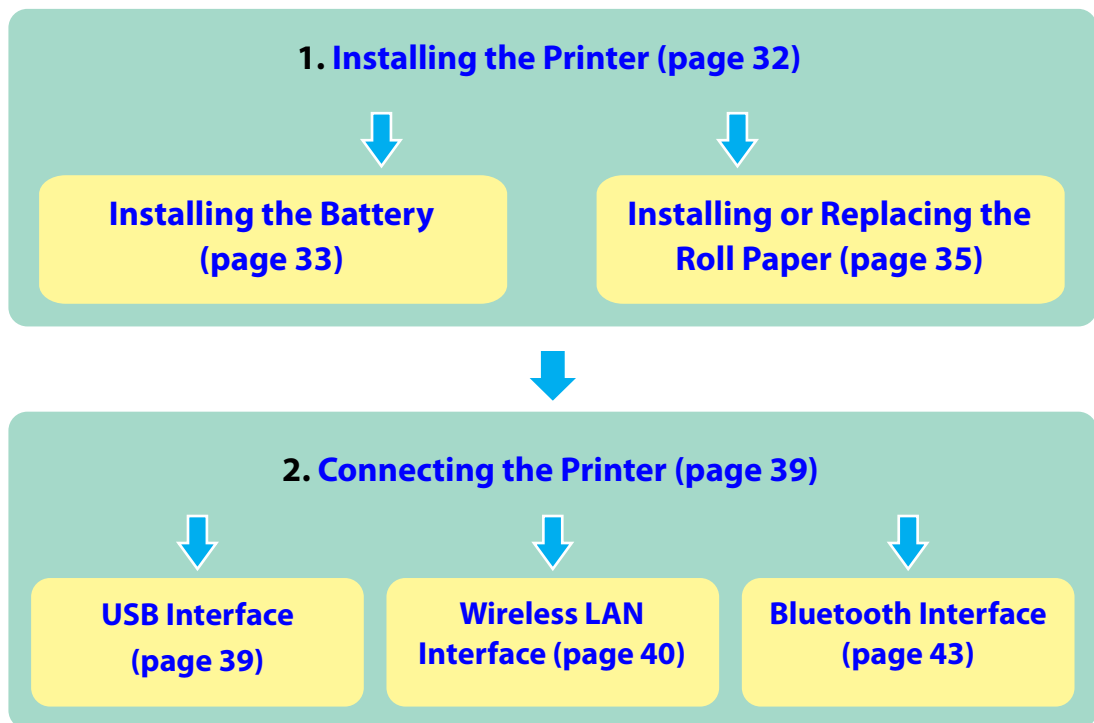 1. Installing the Printer (page 32)
Installing the Battery
(page 33)
Installing or Replacing the
Roll Paper (page 35)
2. Connecting the Printer (page 39)
USB Interface
(page 39)
Wireless LAN
Interface (page 40)
Bluetooth Interface
(page 43)